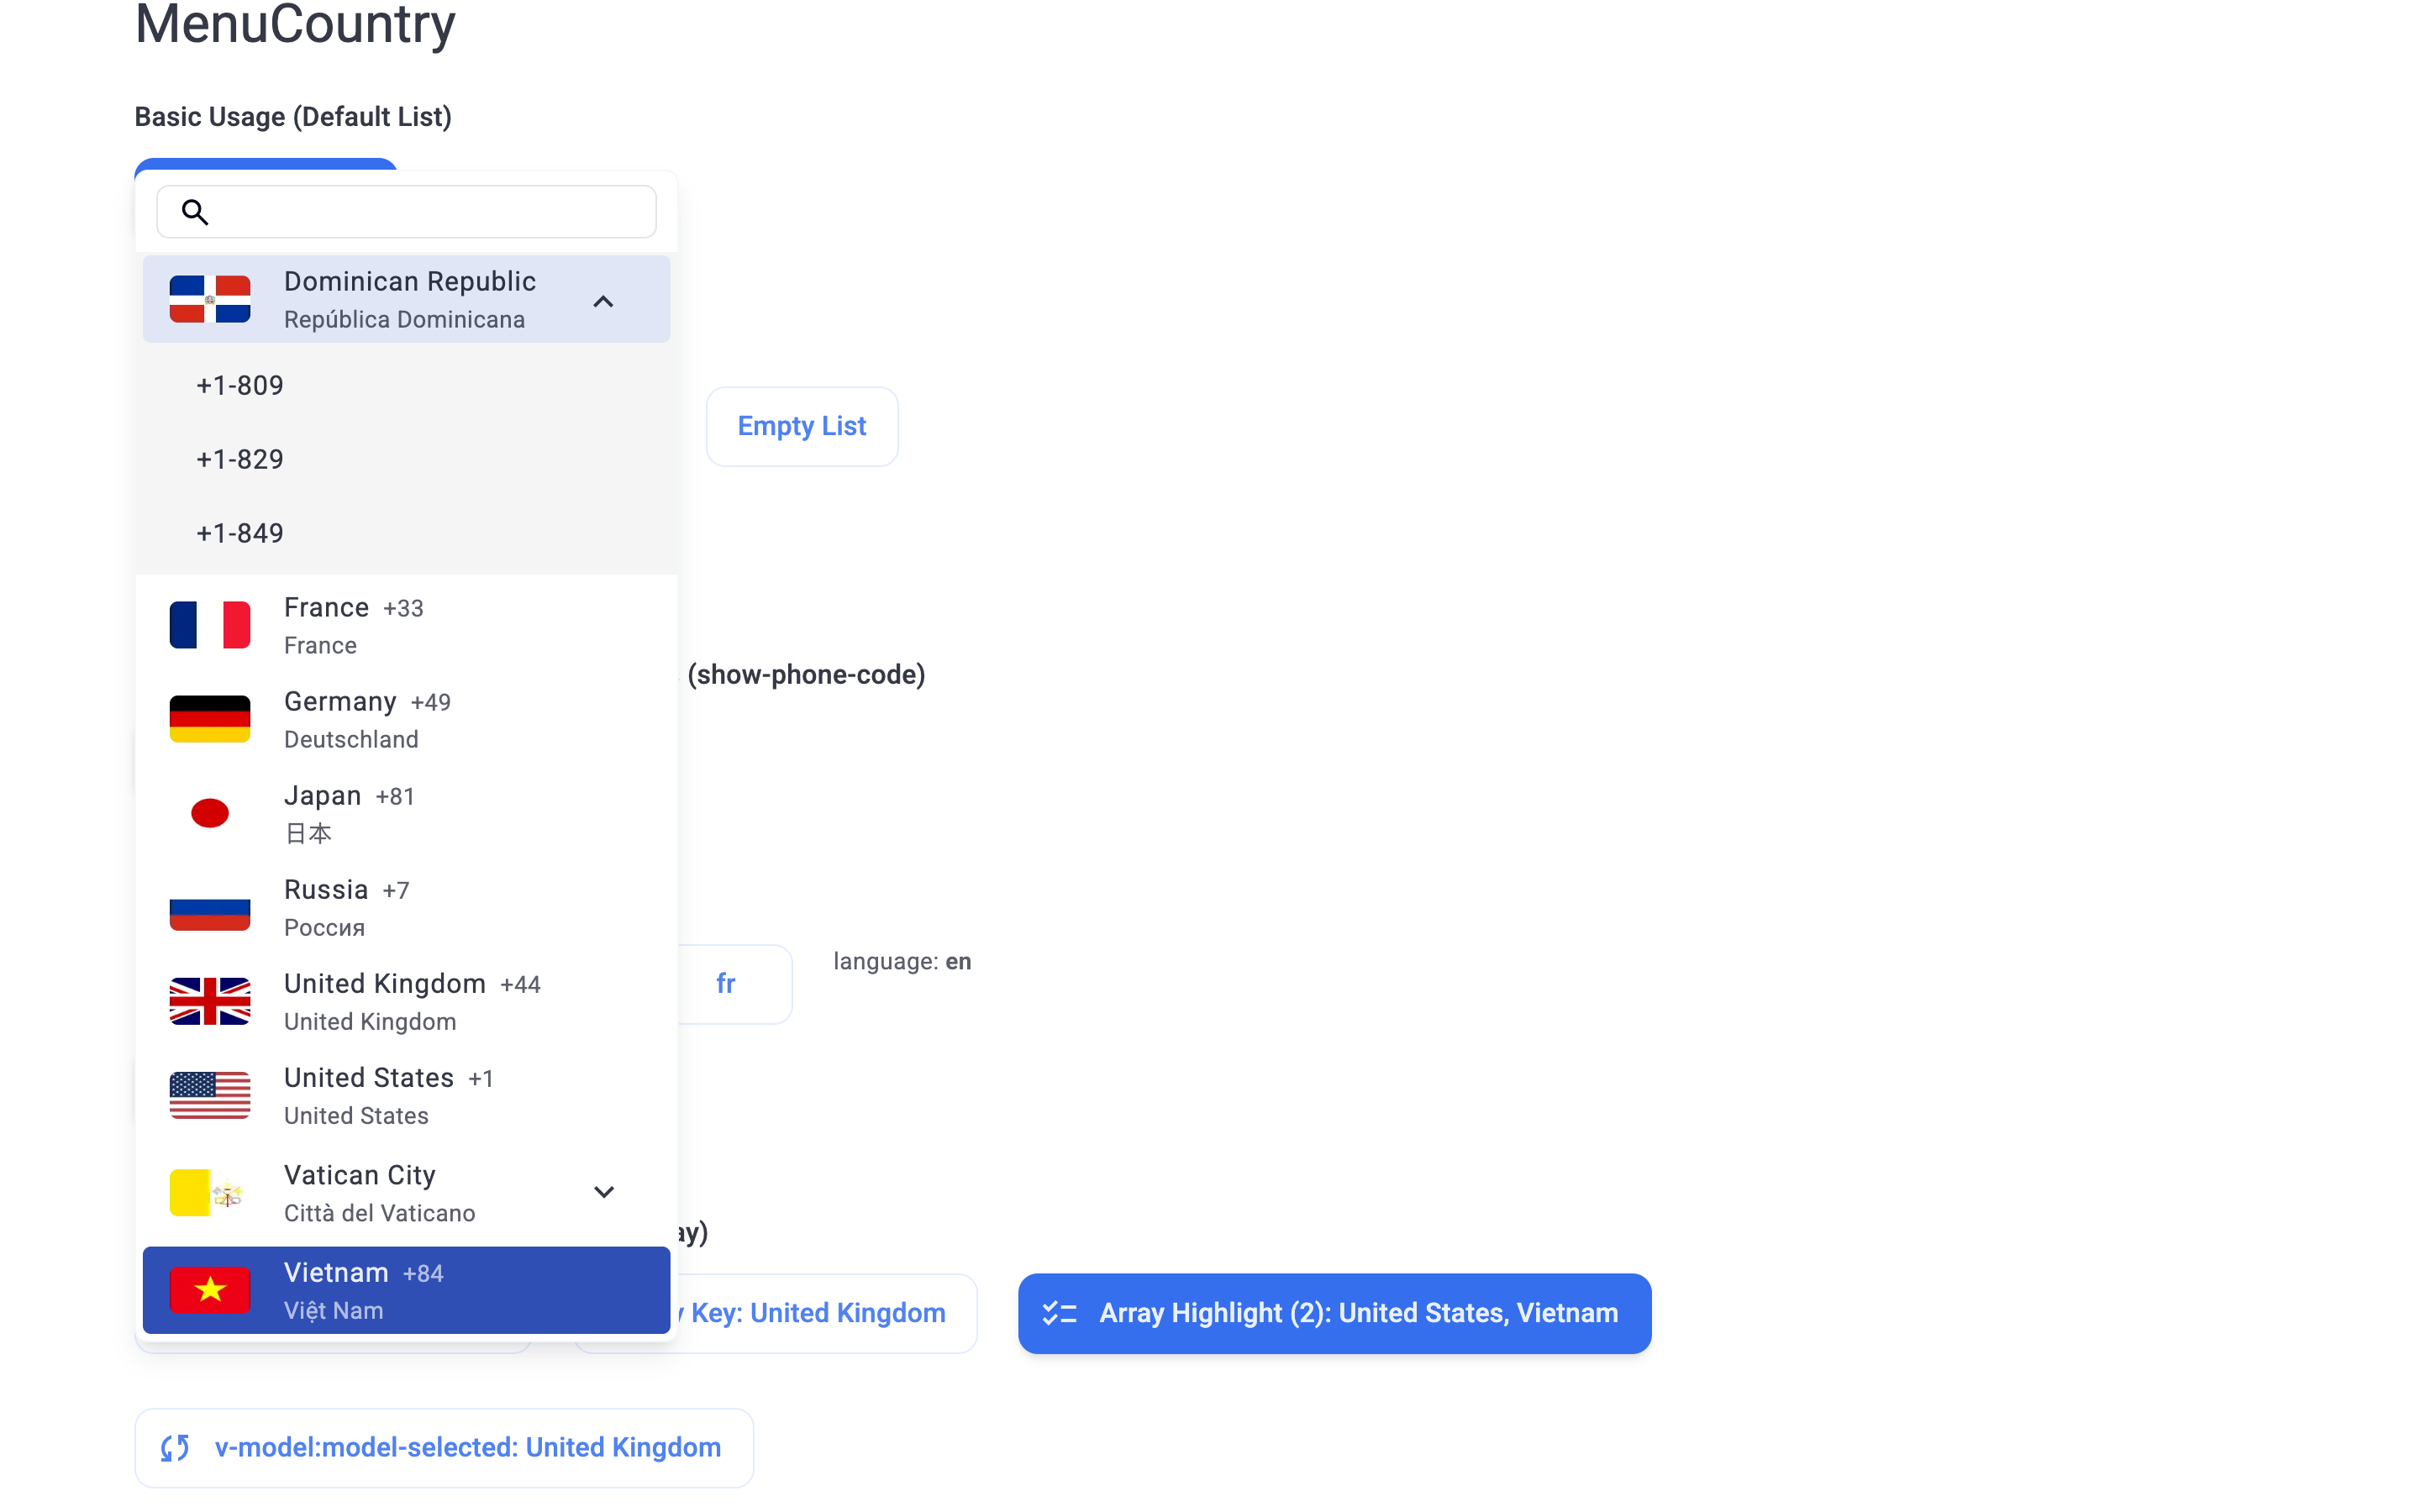 MenuCountry
Basic Usage (Default List)
Dominican Republic
República Dominicana
+1-809
+1-829
+1-849
Empty List
France +33
France
(show-phone-code)
Germany +49
Deutschland
Japan +81
日本
Russia +7
Россия
United Kingdom +44
United Kingdom
fr
language: en
United States +1
United States
Vatican City
Città del Vaticano
Vietnam +84
Việt Nam
Key: United Kingdom
Array Highlight (2): United States, Vietnam
v-model:model-selected: United Kingdom